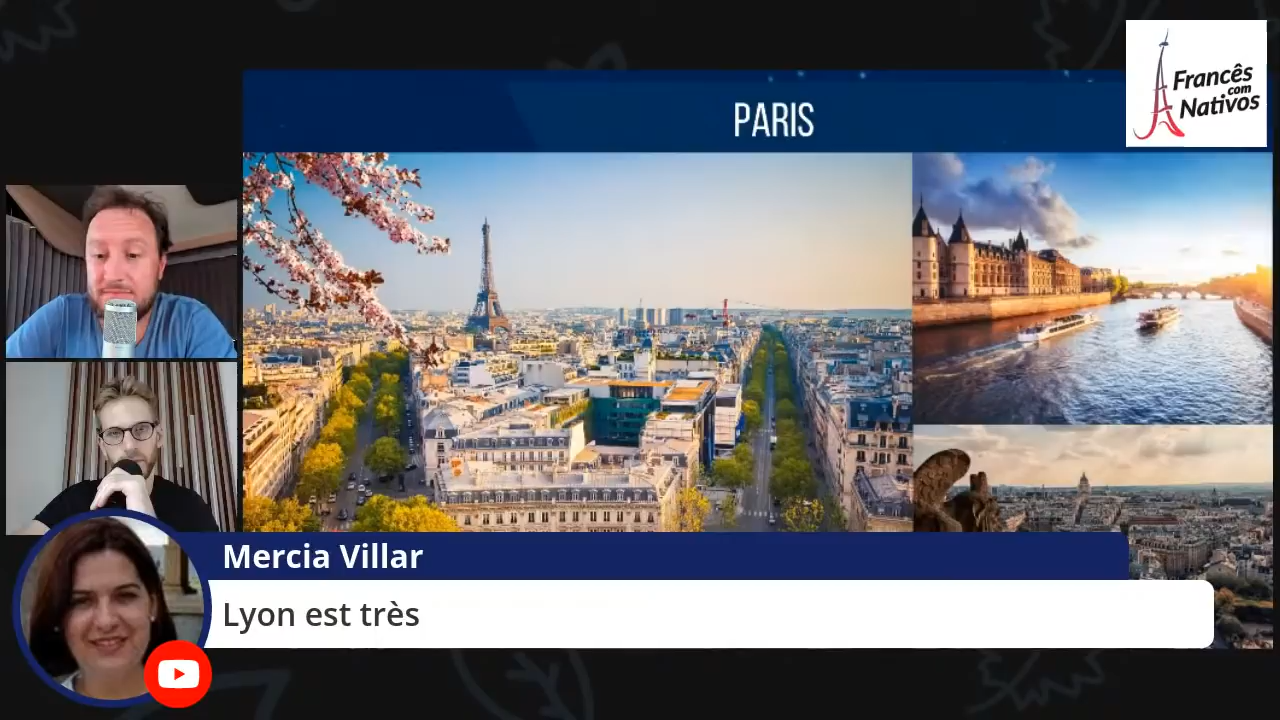 PARIS
Francês
com
Nativos
Mercia Villar
Lyon est très